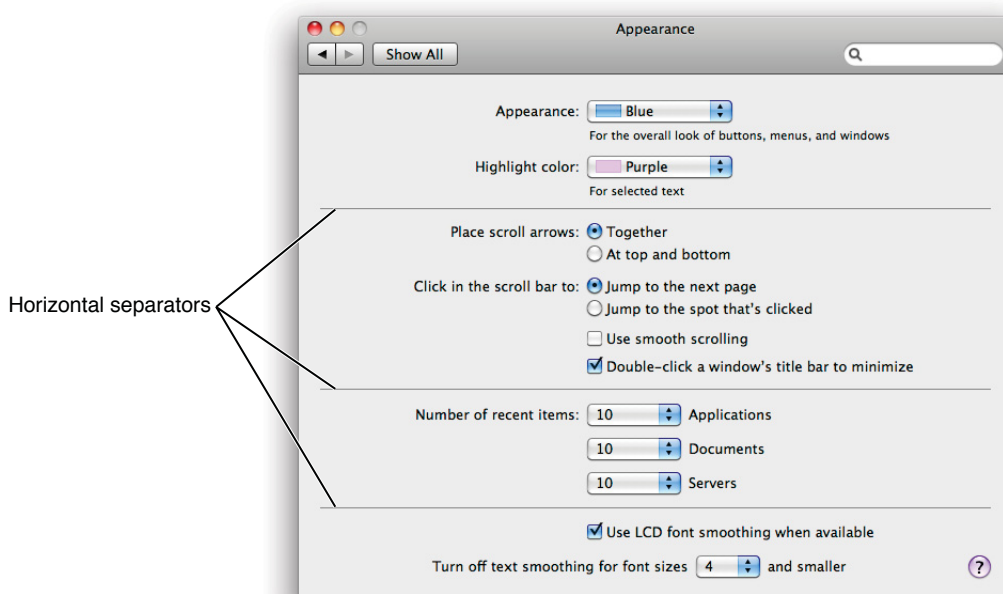 Appearance
Show All
Appearance: Blue
For the overall look of buttons, menus, and windows
Highlight color: Purple
For selected text
Place scroll arrows: Together
At top and bottom
Click in the scroll bar to: Jump to the next page
Jump to the spot that's clicked
Horizontal separators
Use smooth scrolling
Double-click a window's title bar to minimize
Number of recent items: 10 Applications
10 Documents
10 Servers
Use LCD font smoothing when available
Turn off text smoothing for font sizes 4 and smaller
?